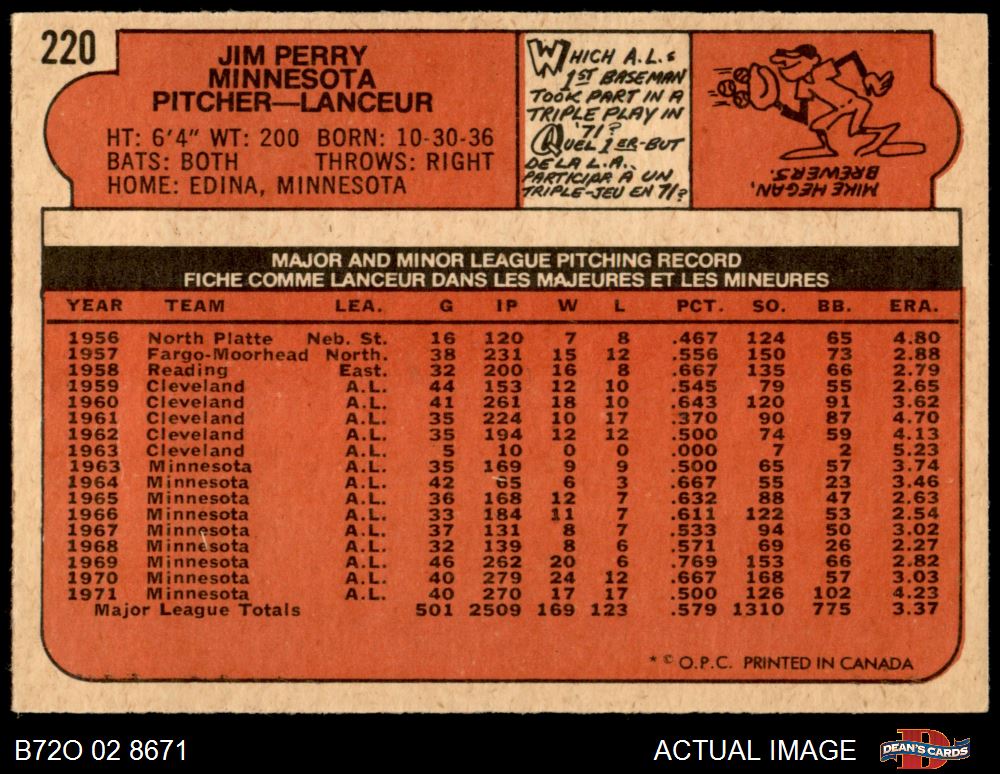 220
JIM PERRY
MINNESOTA
PITCHER—LANCEUR
HT: 6'4" WT: 200 BORN: 10-30-36
BATS: BOTH THROWS: RIGHT
HOME: EDINA, MINNESOTA
WHICH A.L.
1ST BASEMAN
TOOK PART IN A
TRIPLE PLAY IN
'71?
QUEL 1ER-BUT
DE LA L.A.
PARTICIPAR À UN
TRIPLE-JEU EN 71?
MIKE HEGAN,
BREWERS.
MAJOR AND MINOR LEAGUE PITCHING RECORD
FICHE COMME LANCEUR DANS LES MAJEURES ET LES MINEURES
YEAR TEAM LEA. G IP W L PCT. SO. BB. ERA.
1956 North Platte Neb. St. 16 120 7 8 .467 124 65 4.80
1957 Fargo-Moorhead North. 38 231 15 12 .556 150 73 2.88
1958 Reading East. 32 200 16 8 .667 135 66 2.79
1959 Cleveland A.L. 44 153 12 10 .545 79 55 2.65
1960 Cleveland A.L. 41 261 18 10 .643 120 91 3.62
1961 Cleveland A.L. 35 224 10 17 .370 90 87 4.70
1962 Cleveland A.L. 35 194 12 12 .500 74 59 4.13
1963 Cleveland A.L. 5 10 0 0 .000 7 2 5.23
1963 Minnesota A.L. 35 169 9 9 .500 65 57 3.74
1964 Minnesota A.L. 42 65 6 3 .667 55 23 3.46
1965 Minnesota A.L. 36 168 12 7 .632 88 47 2.63
1966 Minnesota A.L. 33 184 11 7 .611 122 53 2.54
1967 Minnesota A.L. 37 131 8 7 .533 94 50 3.02
1968 Minnesota A.L. 32 139 8 6 .571 69 26 2.27
1969 Minnesota A.L. 46 262 20 6 .769 153 66 2.82
1970 Minnesota A.L. 40 279 24 12 .667 168 57 3.03
1971 Minnesota A.L. 40 270 17 17 .500 126 102 4.23
Major League Totals 501 2509 169 123 .579 1310 775 3.37
* © O.P.C. PRINTED IN CANADA
B72O 02 8671
ACTUAL IMAGE
DEAN'S CARDS